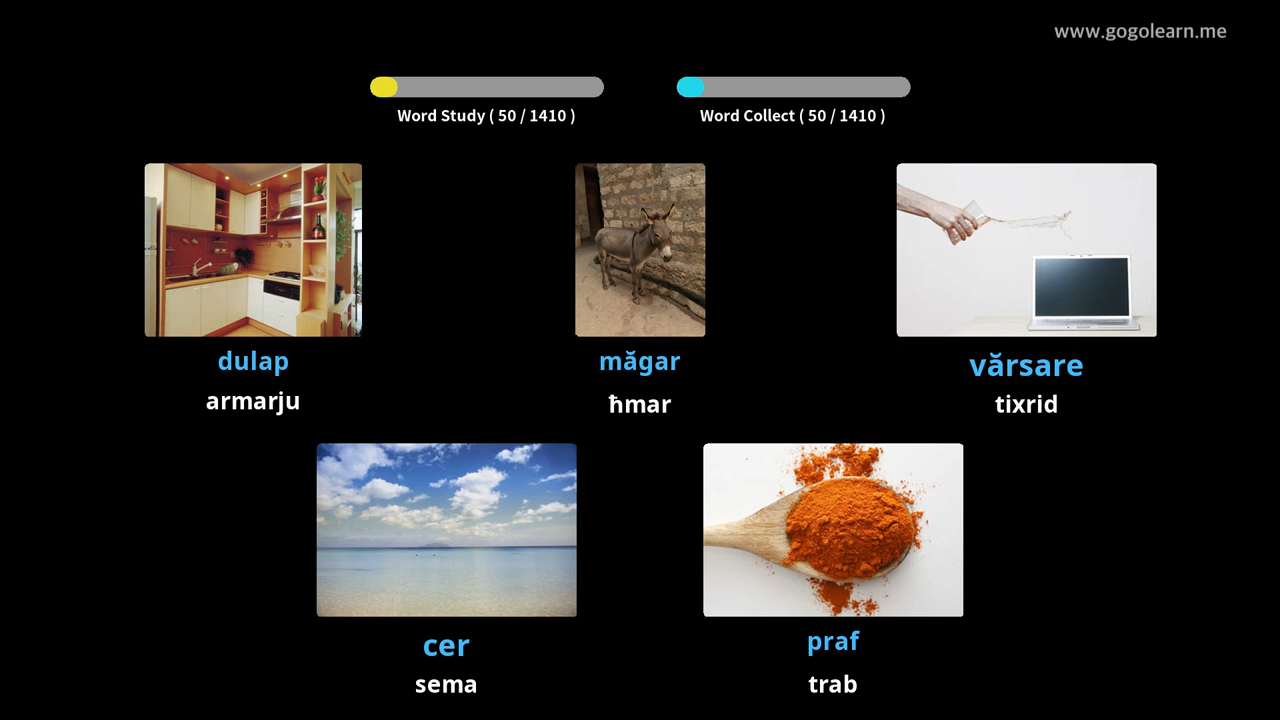 www.gogolearn.me
Word Study ( 50 / 1410 )
Word Collect ( 50 / 1410 )
dulap
armarju
măgar
ħmar
vărsare
tixrid
cer
sema
praf
trab